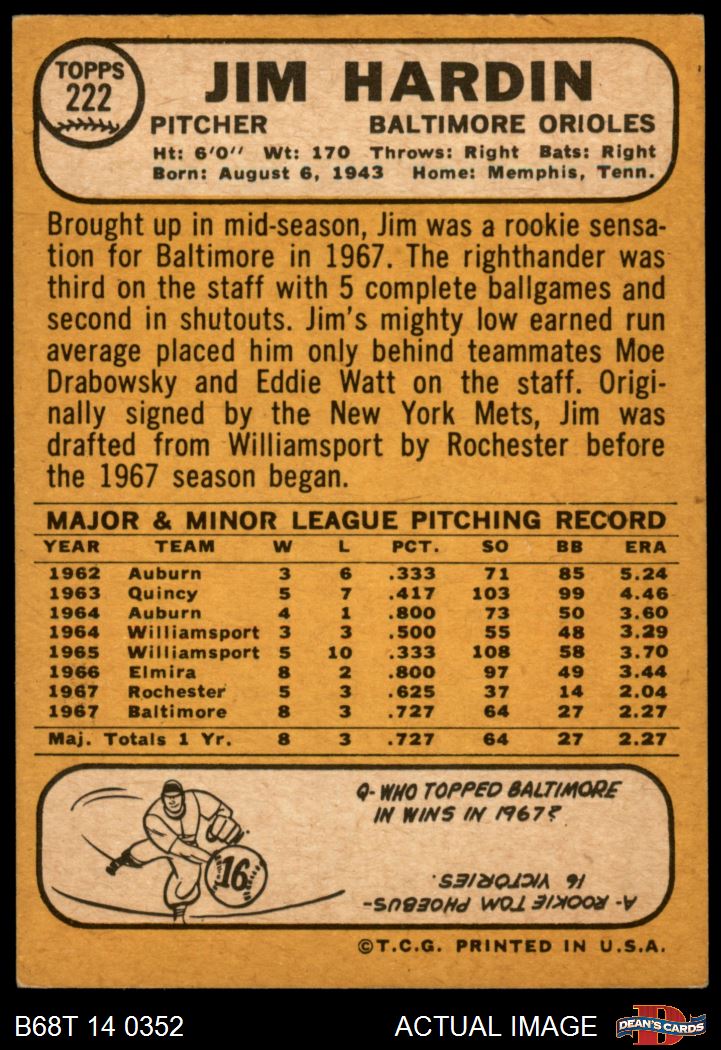 TOPPS
222
JIM HARDIN
PITCHER BALTIMORE ORIOLES
Ht: 6'0" Wt: 170 Throws: Right Bats: Right
Born: August 6, 1943 Home: Memphis, Tenn.
Brought up in mid-season, Jim was a rookie sensa-
tion for Baltimore in 1967. The righthander was
third on the staff with 5 complete ballgames and
second in shutouts. Jim's mighty low earned run
average placed him only behind teammates Moe
Drabowsky and Eddie Watt on the staff. Origi-
nally signed by the New York Mets, Jim was
drafted from Williamsport by Rochester before
the 1967 season began.
MAJOR & MINOR LEAGUE PITCHING RECORD
YEAR TEAM W L PCT. SO BB ERA
1962 Auburn 3 6 .333 71 85 5.24
1963 Quincy 5 7 .417 103 99 4.46
1964 Auburn 4 1 .800 73 50 3.60
1964 Williamsport 3 3 .500 55 48 3.29
1965 Williamsport 5 10 .333 108 58 3.70
1966 Elmira 8 2 .800 97 49 3.44
1967 Rochester 5 3 .625 37 14 2.04
1967 Baltimore 8 3 .727 64 27 2.27
Maj. Totals 1 Yr. 8 3 .727 64 27 2.27
Q- WHO TOPPED BALTIMORE
IN WINS IN 1967?
16
A- ROOKIE TOM PHOEBUS-
16 VICTORIES.
©T.C.G. PRINTED IN U.S.A.
B68T 14 0352 ACTUAL IMAGE
D
DEAN'S CARDS